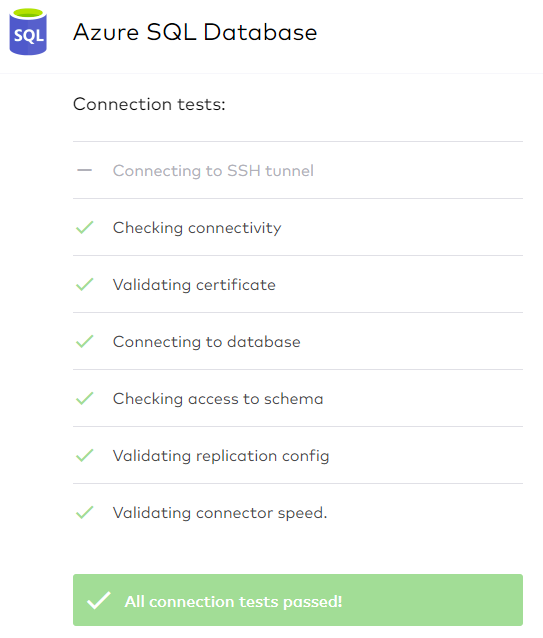 SQL
Azure SQL Database
Connection tests:
Connecting to SSH tunnel
Checking connectivity
Validating certificate
Connecting to database
Checking access to schema
Validating replication config
Validating connector speed.
All connection tests passed!